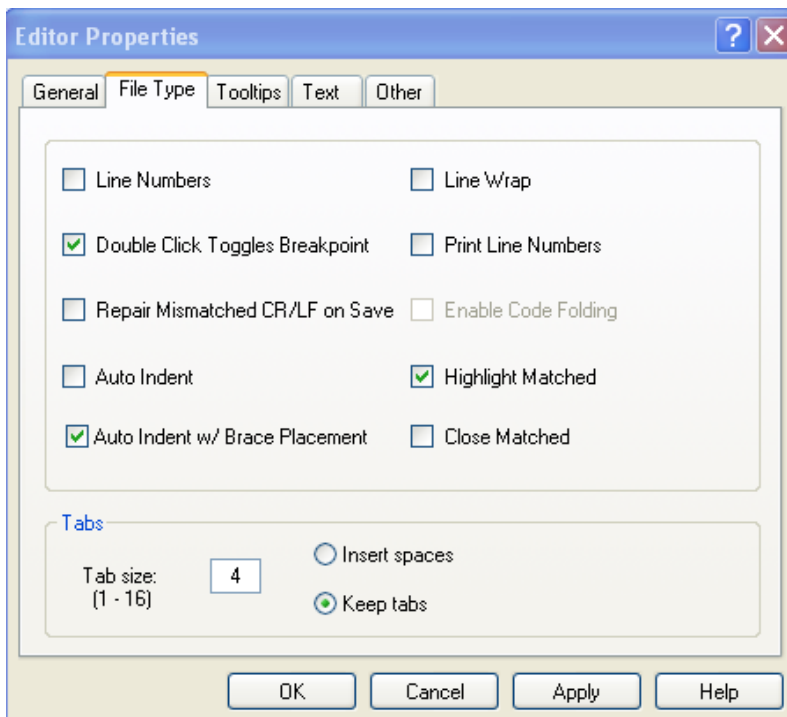 Editor Properties
General File Type Tooltips Text Other
Line Numbers
Line Wrap
Double Click Toggles Breakpoint
Print Line Numbers
Repair Mismatched CR/LF on Save
Enable Code Folding
Auto Indent
Highlight Matched
Auto Indent w/ Brace Placement
Close Matched
Tabs
Tab size:
(1 - 16)
4
Insert spaces
Keep tabs
OK Cancel Apply Help